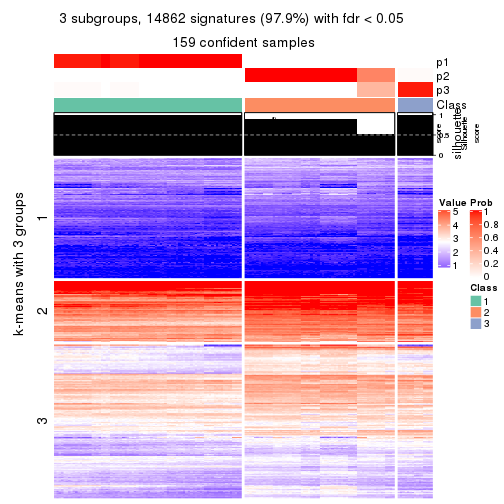 3 subgroups, 14862 signatures (97.9%) with fdr < 0.05
159 confident samples
p1
p2
p3
Class
1
0.5
0
silhouette
score
Silhouette
score
k-means with 3 groups
1
2
3
Value
5
4
3
2
1
Prob
1
0.8
0.6
0.4
0.2
0
Class
1
2
3